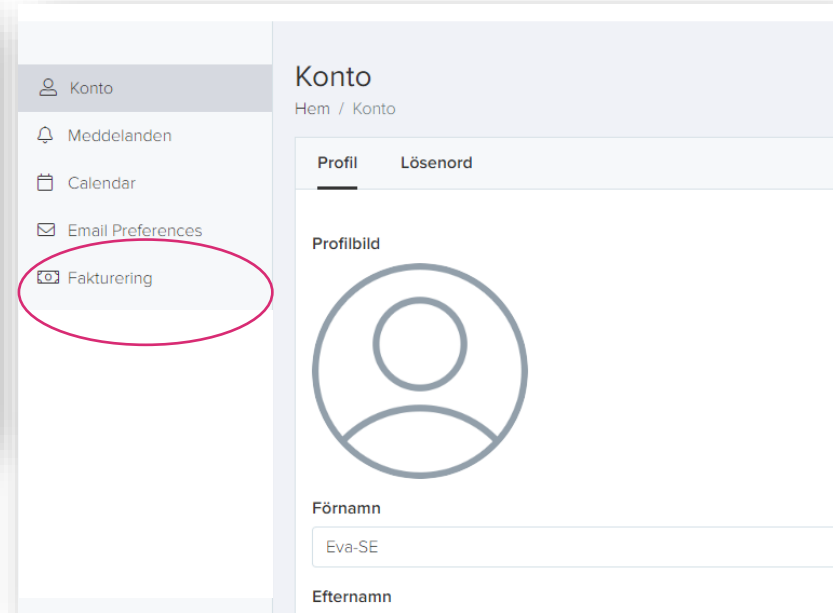 Konto
Meddelanden
Calendar
Email Preferences
Fakturering
Konto
Hem / Konto
Profil Lösenord
Profilbild
Förnamn
Eva-SE
Efternamn